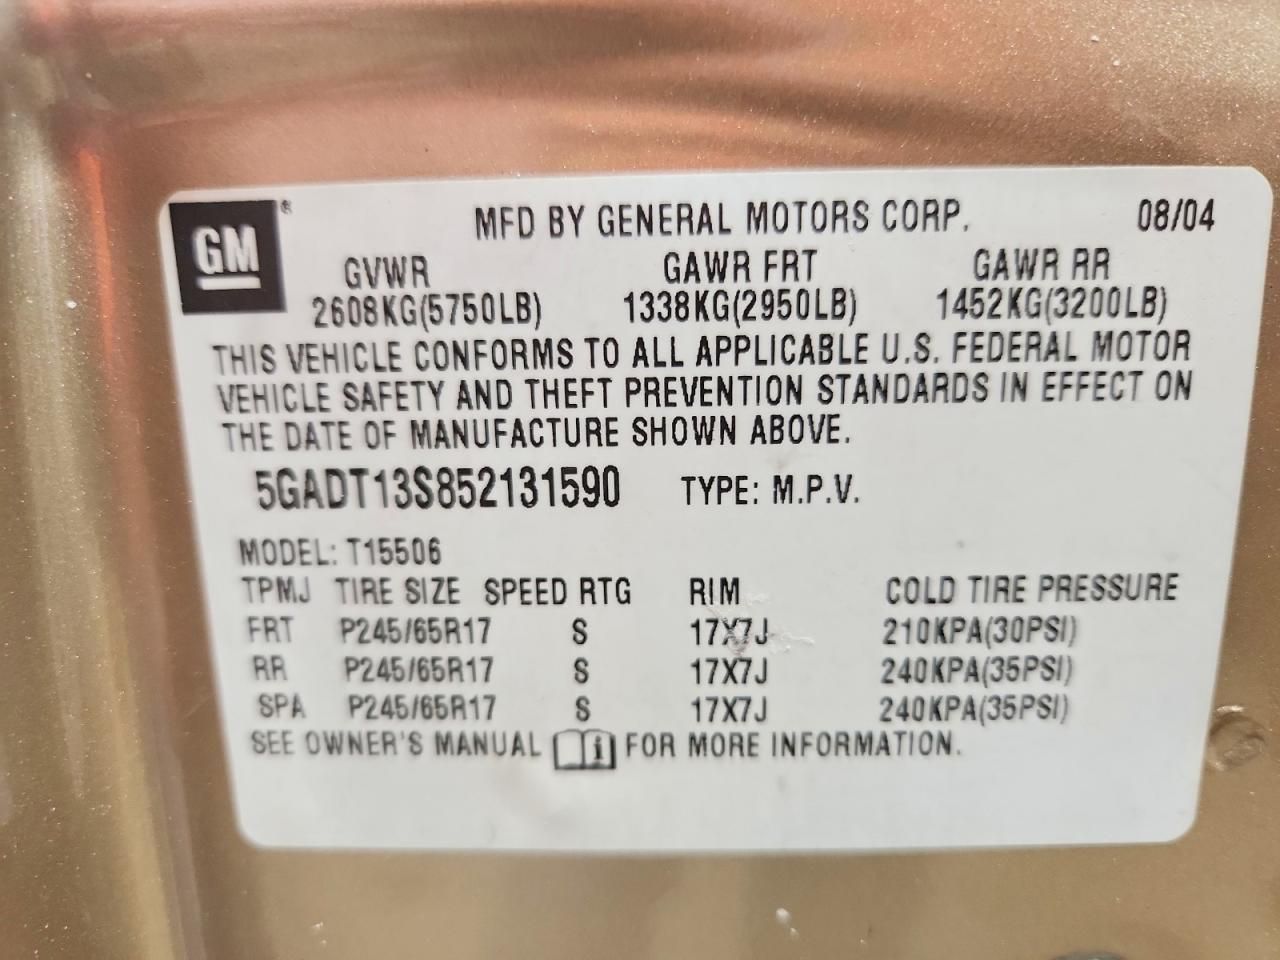 GM ® MFD BY GENERAL MOTORS CORP. 08/04
GVWR GAWR FRT GAWR RR
2608KG(5750LB) 1338KG(2950LB) 1452KG(3200LB)
THIS VEHICLE CONFORMS TO ALL APPLICABLE U.S. FEDERAL MOTOR
VEHICLE SAFETY AND THEFT PREVENTION STANDARDS IN EFFECT ON
THE DATE OF MANUFACTURE SHOWN ABOVE.
5GADT13S852131590 TYPE: M.P.V.
MODEL: T15506
TPMJ TIRE SIZE SPEED RTG RIM COLD TIRE PRESSURE
FRT P245/65R17 S 17X7J 210KPA(30PSI)
RR P245/65R17 S 17X7J 240KPA(35PSI)
SPA P245/65R17 S 17X7J 240KPA(35PSI)
SEE OWNER'S MANUAL i FOR MORE INFORMATION.